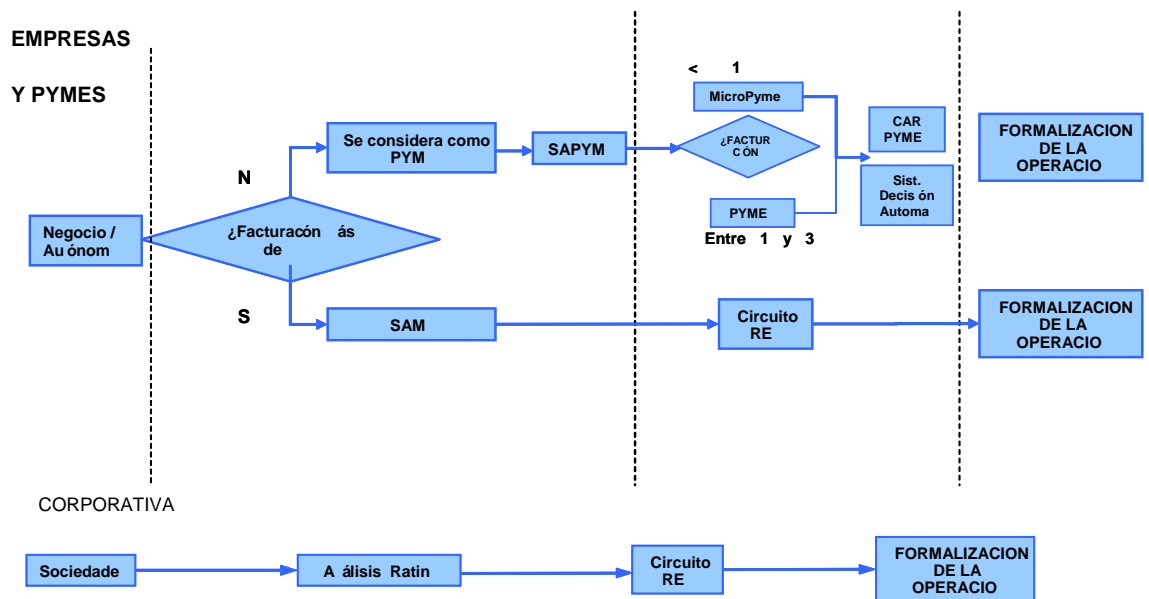 EMPRESAS
Y PYMES
< 1
MicroPyme
CAR
PYME
FORMALIZACION
DE LA
OPERACIO
Se considera como
PYM
SAPYM
¿FACTUR
C ÓN
N
Sist.
Decis ón
Automa
PYME
Entre 1 y 3
Negocio /
Au ónom
¿Facturacón ás
de
S
SAM
Circuito
RE
FORMALIZACION
DE LA
OPERACIO
CORPORATIVA
Sociedade
A álisis Ratin
Circuito
RE
FORMALIZACION
DE LA
OPERACIO